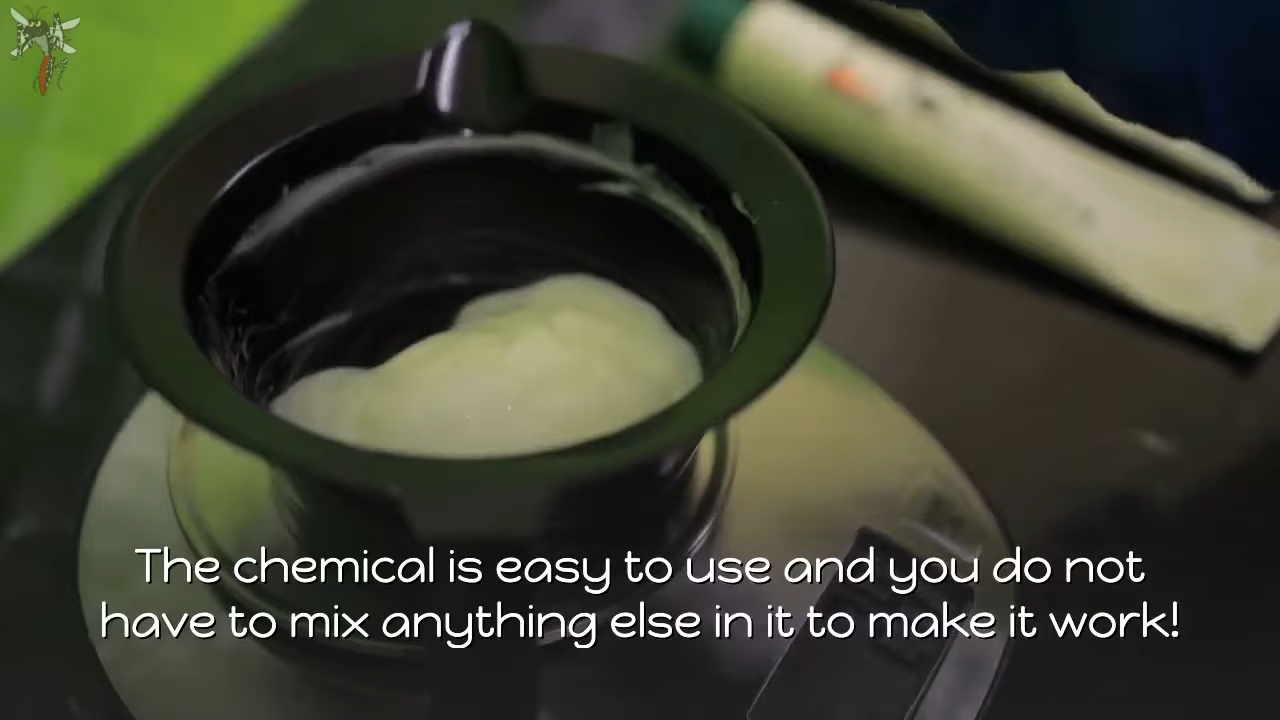 The chemical is easy to use and you do not
have to mix anything else in it to make it work!